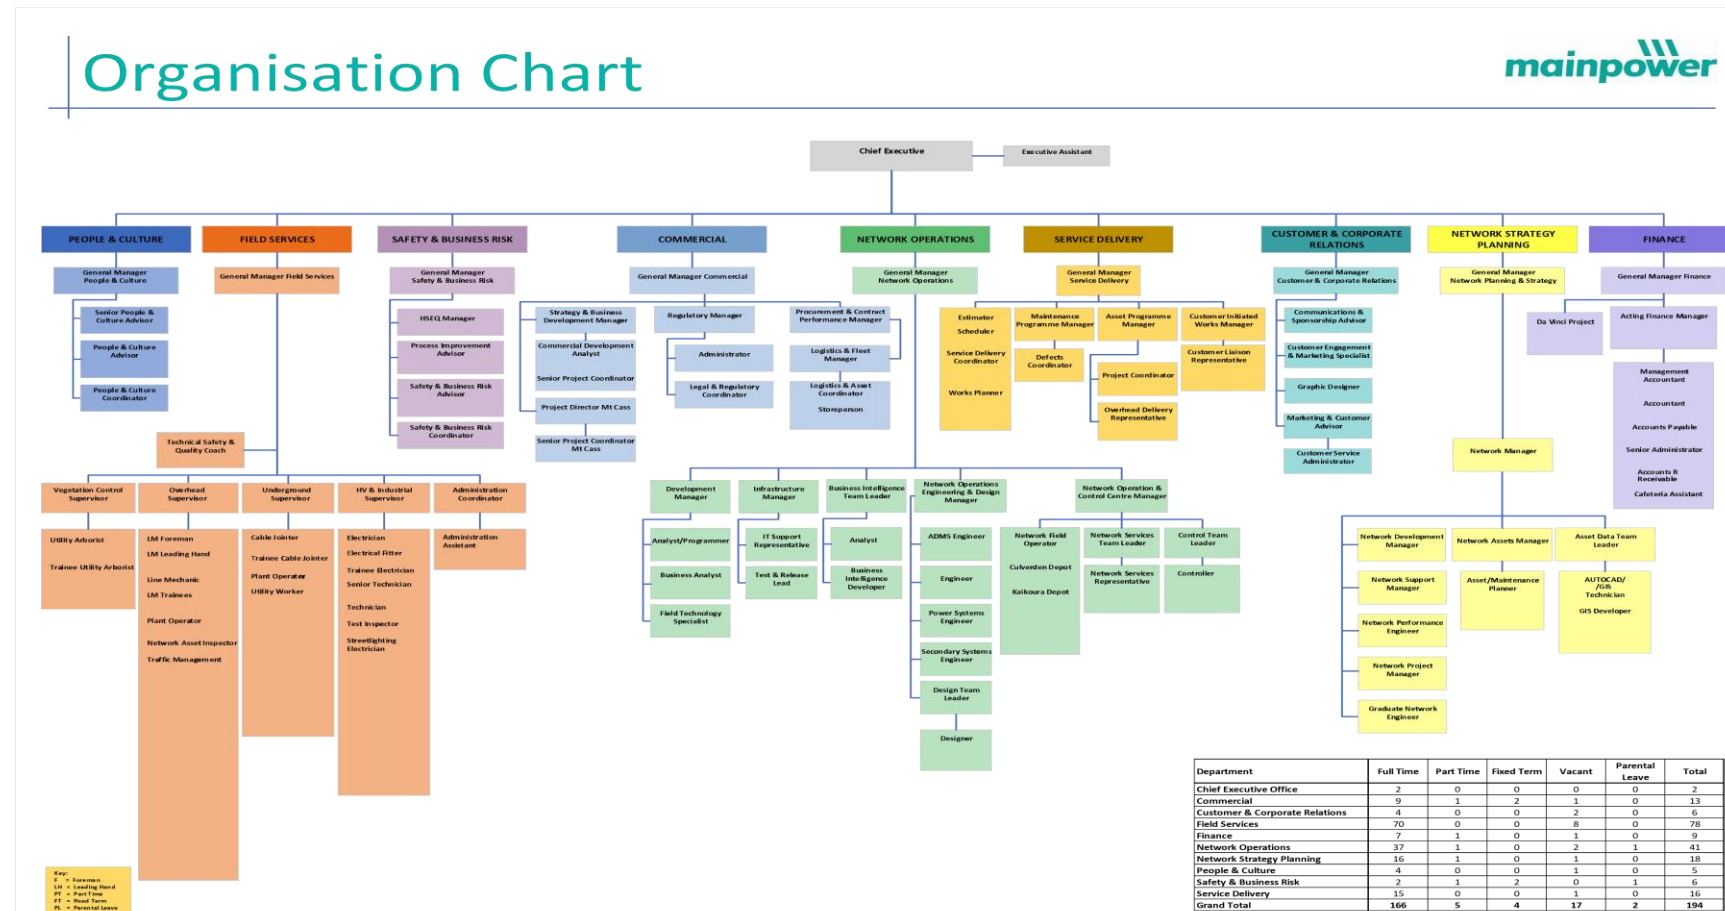 Organisation Chart
mainpower
Chief Executive
Executive Assistant
PEOPLE & CULTURE
General Manager
People & Culture
Senior People &
Culture Advisor
People & Culture
Advisor
People & Culture
Coordinator
FIELD SERVICES
General Manager Field Services
Technical Safety &
Quality Coach
Vegetation Control
Supervisor
Utility Arborist
Trainee Utility Arborist
Overhead
Supervisor
LM Foreman
LM Leading Hand
Line Mechanic
LM Trainees
Plant Operator
Network Asset Inspector
Traffic Management
Underground
Supervisor
Cable Jointer
Trainee Cable Jointer
Plant Operator
Utility Worker
HV & Industrial
Supervisor
Electrician
Electrical Fitter
Trainee Electrician
Senior Technician
Technician
Test Inspector
Streetlighting
Electrician
Administration
Coordinator
Administration
Assistant
SAFETY & BUSINESS RISK
General Manager
Safety & Business Risk
HSEQ Manager
Process Improvement
Advisor
Safety & Business Risk
Advisor
Safety & Business Risk
Coordinator
COMMERCIAL
General Manager Commercial
Strategy & Business
Development Manager
Commercial Development
Analyst
Senior Project Coordinator
Project Director Mt Cass
Senior Project Coordinator
Mt Cass
Regulatory Manager
Administrator
Legal & Regulatory
Coordinator
Procurement & Contract
Performance Manager
Logistics & Fleet
Manager
Logistics & Asset
Coordinator
Storeperson
NETWORK OPERATIONS
General Manager
Network Operations
Development
Manager
Analyst/Programmer
Business Analyst
Field Technology
Specialist
Infrastructure
Manager
IT Support
Representative
Test & Release
Lead
Business Intelligence
Team Leader
Analyst
Business
Intelligence
Developer
Network Operations
Engineering & Design
Manager
ADMS Engineer
Engineer
Power Systems
Engineer
Secondary Systems
Engineer
Design Team
Leader
Designer
Network Operation &
Control Centre Manager
Network Field
Operator
Culverden Depot
Kaikoura Depot
Network Services
Team Leader
Network Services
Representative
Control Team
Leader
Controller
SERVICE DELIVERY
General Manager
Service Delivery
Estimator
Scheduler
Service Delivery
Coordinator
Works Planner
Maintenance
Programme Manager
Defects
Coordinator
Asset Programme
Manager
Project Coordinator
Overhead Delivery
Representative
Customer Initiated
Works Manager
Customer Liaison
Representative
CUSTOMER & CORPORATE
RELATIONS
General Manager
Customer & Corporate Relations
Communications &
Sponsorship Advisor
Customer Engagement
& Marketing Specialist
Graphic Designer
Marketing & Customer
Advisor
Customer Service
Administrator
NETWORK STRATEGY
PLANNING
General Manager
Network Planning & Strategy
Network Manager
Network Development
Manager
Network Support
Manager
Network Performance
Engineer
Network Project
Manager
Graduate Network
Engineer
Network Assets Manager
Asset/Maintenance
Planner
Asset Data Team
Leader
AUTOCAD/
/GIS
Technician
GIS Developer
FINANCE
General Manager Finance
Da Vinci Project
Acting Finance Manager
Management
Accountant
Accountant
Accounts Payable
Senior Administrator
Accounts R
Receivable
Cafeteria Assistant
Key:
F = Foreman
LH = Leading Hand
PT = Part Time
FT = Fixed Term
PL = Parental Leave
Department Full Time Part Time Fixed Term Vacant Parental Leave Total
Chief Executive Office 2 0 0 0 0 2
Commercial 9 1 2 1 0 13
Customer & Corporate Relations 4 0 0 2 0 6
Field Services 70 0 0 8 0 78
Finance 7 1 0 1 0 9
Network Operations 37 1 0 2 1 41
Network Strategy Planning 16 1 0 1 0 18
People & Culture 4 0 0 1 0 5
Safety & Business Risk 2 1 2 0 1 6
Service Delivery 15 0 0 1 0 16
Grand Total 166 5 4 17 2 194